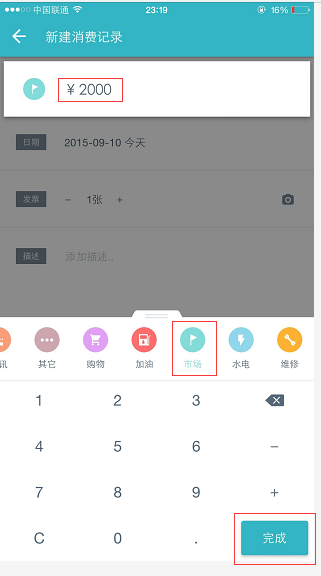 中国联通 23:19 16%
新建消费记录
¥ 2000
日期 2015-09-10 今天
发票 - 1张 +
描述 添加描述..
讯 其它 购物 加油 市场 水电 维修
1 2 3
4 5 6 -
7 8 9 +
C 0 . 完成